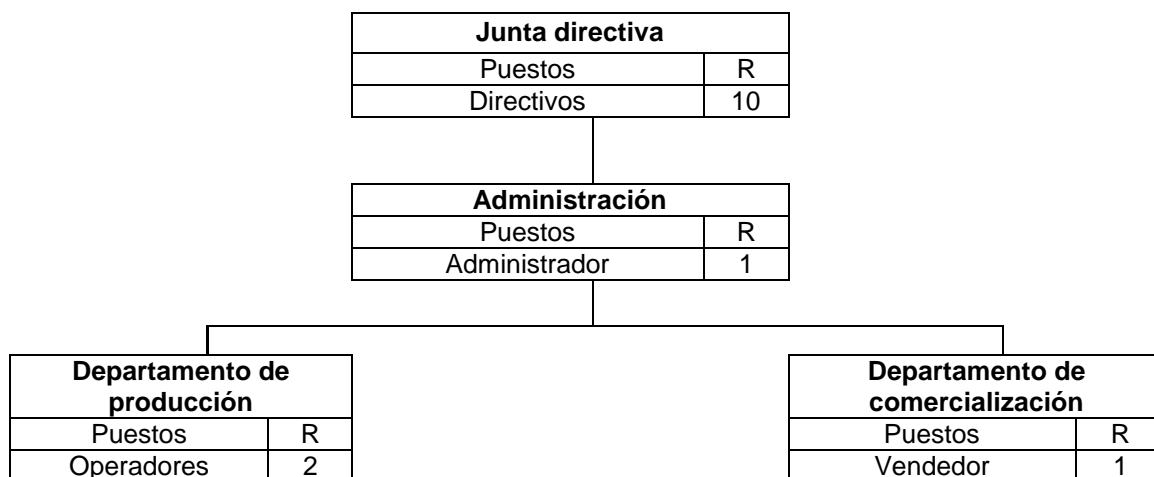 Junta directiva
Puestos R
Directivos 10
Administración
Puestos R
Administrador 1
Departamento de
producción
Puestos R
Operadores 2
Departamento de
comercialización
Puestos R
Vendedor 1